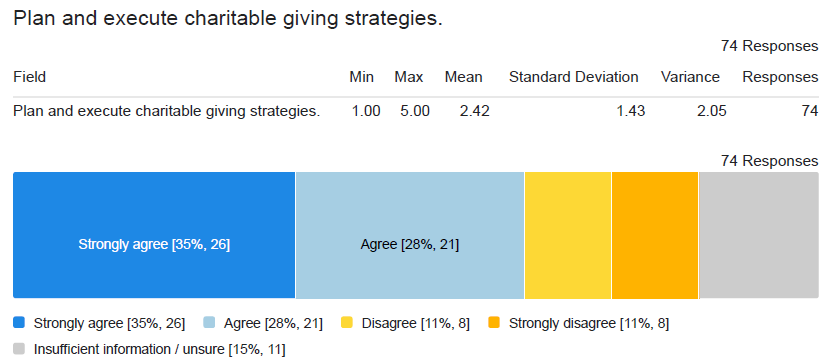 Plan and execute charitable giving strategies.
74 Responses
Field Min Max Mean Standard Deviation Variance Responses
Plan and execute charitable giving strategies. 1.00 5.00 2.42 1.43 2.05 74
74 Responses
Strongly agree [35%, 26] Agree [28%, 21]
Strongly agree [35%, 26] Agree [28%, 21] Disagree [11%, 8] Strongly disagree [11%, 8]
Insufficient information / unsure [15%, 11]